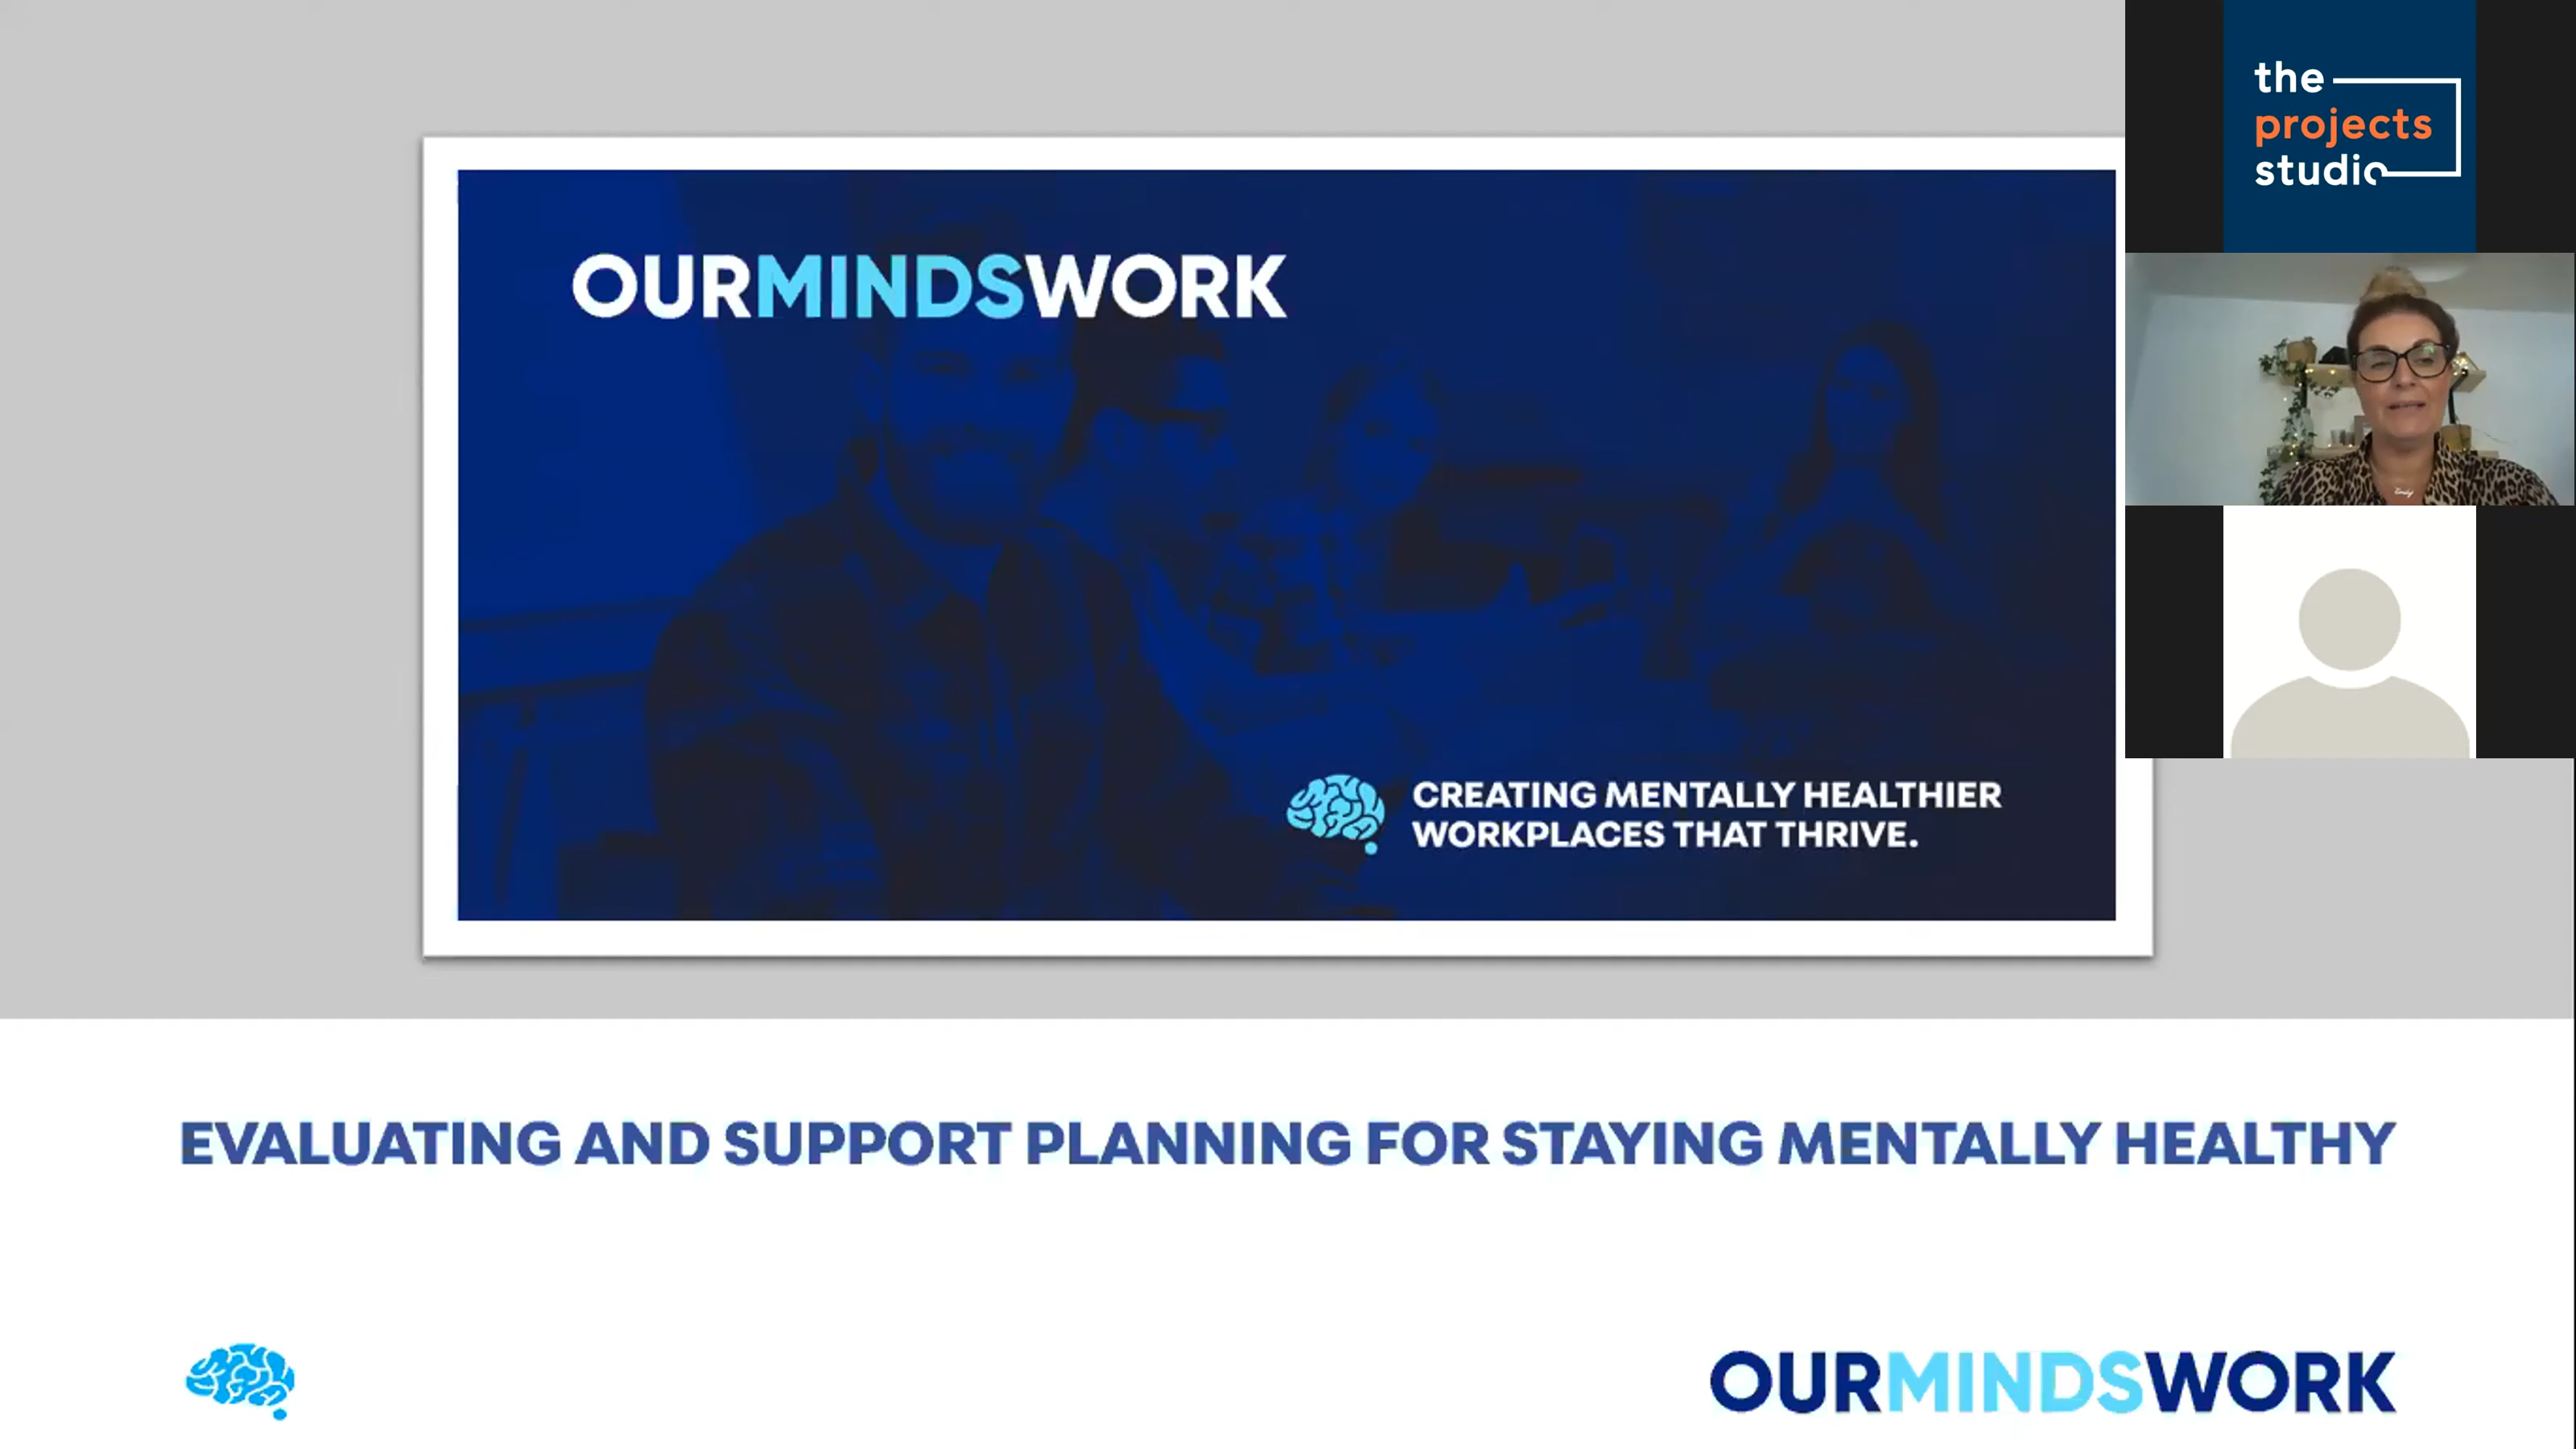 OURMINDSWORK
CREATING MENTALLY HEALTHIER
WORKPLACES THAT THRIVE.
the
projects
studio
Emily
EVALUATING AND SUPPORT PLANNING FOR STAYING MENTALLY HEALTHY
OURMINDSWORK